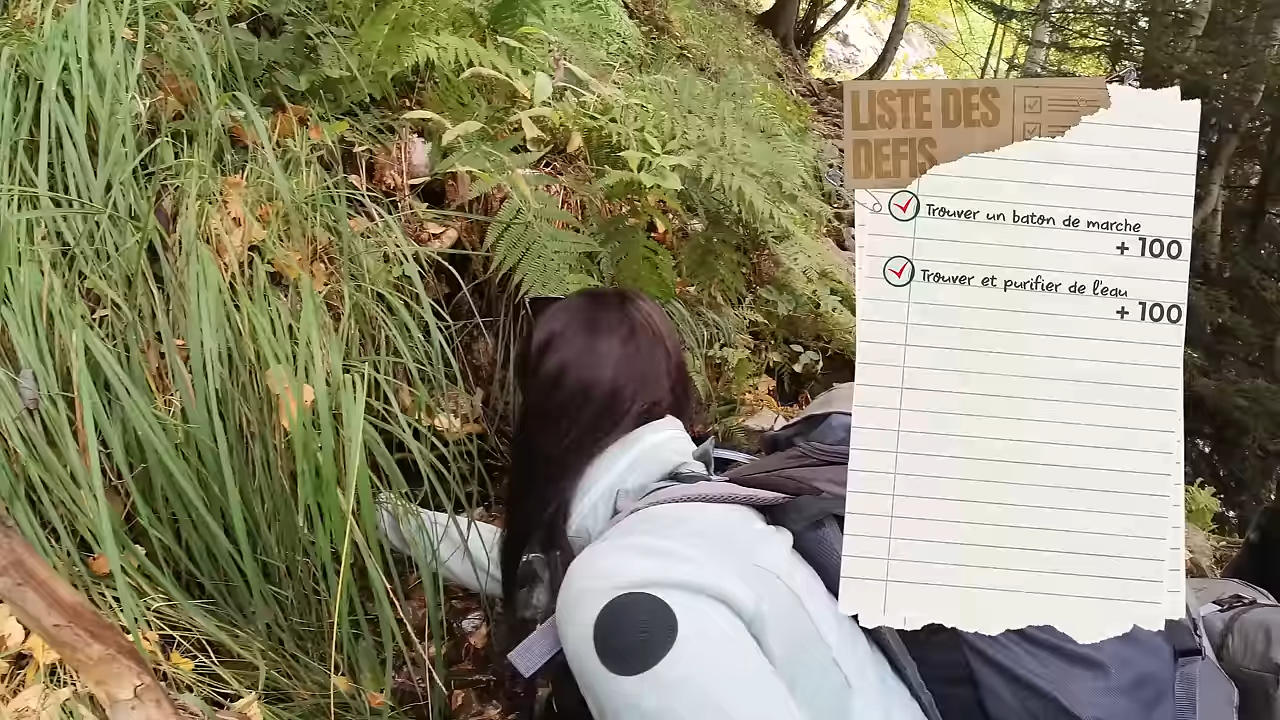 LISTE DES
DEFIS
Trouver un baton de marche
+ 100
Trouver et purifier de l'eau
+ 100